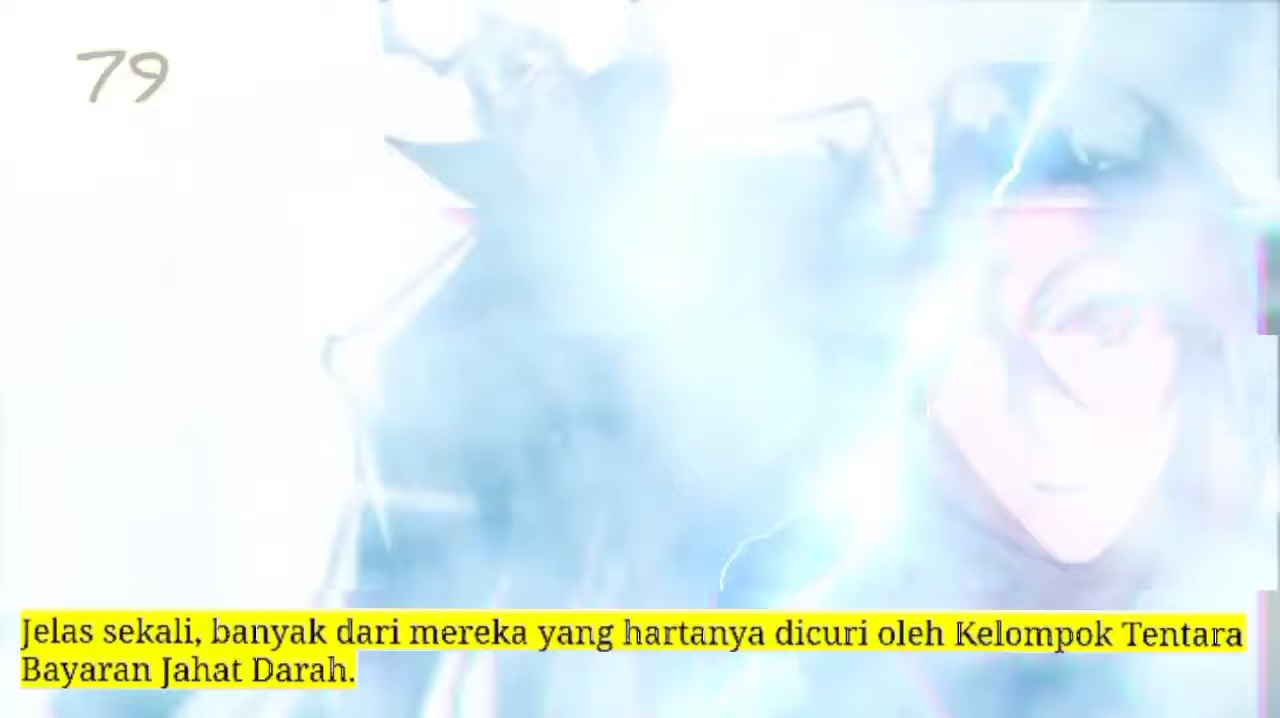 79
Jelas sekali, banyak dari mereka yang hartanya dicuri oleh Kelompok Tentara
Bayaran Jahat Darah.